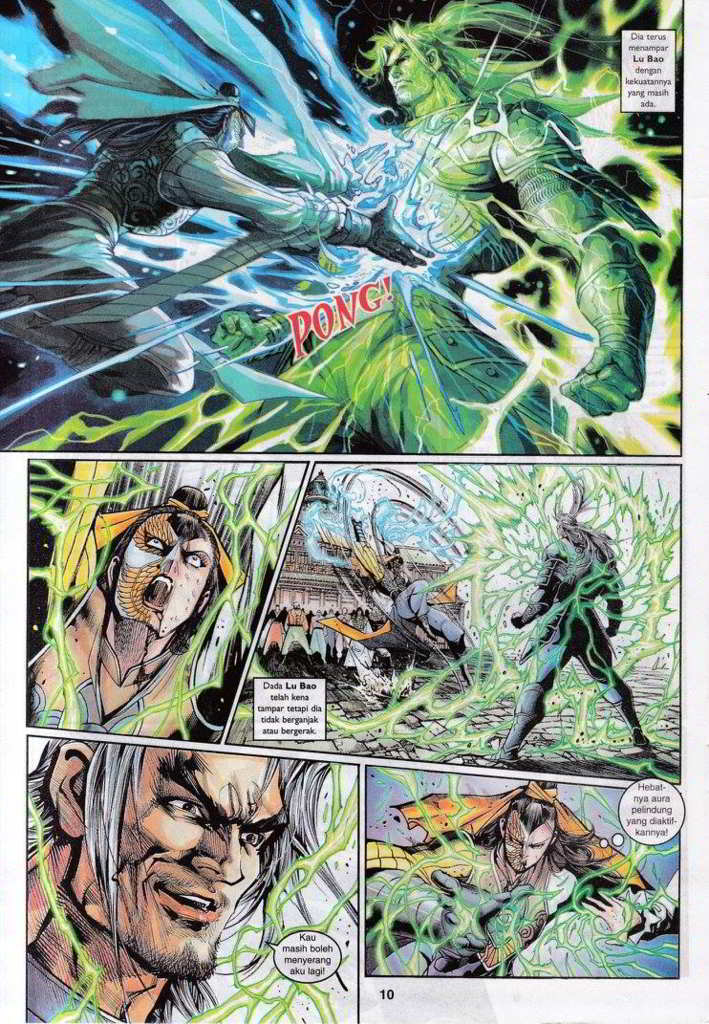 Dia terus
menampar
Lu Bao
dengan
kekuatannya
yang masih
ada.
PONG!
Dada Lu Bao
telah kena
tampar tetapi dia
tidak berganjak
atau bergerak.
Kau
masih boleh
menyerang
aku lagi!
Hebat-
nya aura
pelindung
yang diaktif-
kannya!
10